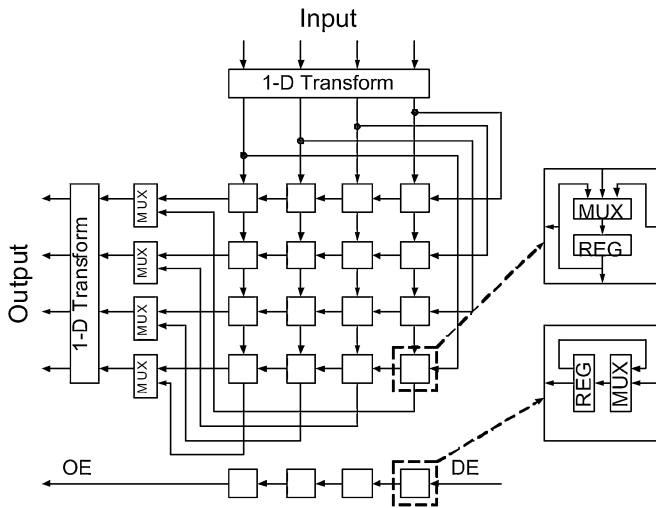 Input
1-D Transform
Output
1-D Transform
MUX
MUX
MUX
MUX
MUX
REG
REG
MUX
OE
DE